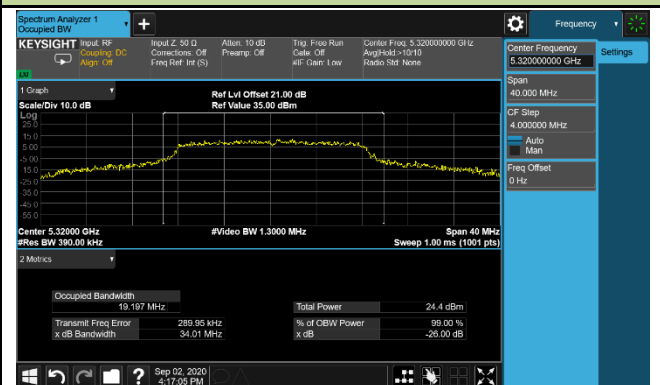 Spectrum Analyzer 1
Occupied BW
+
Frequency
KEYSIGHT
Input: RF
Coupling: DC
Align: Off
Input Z: 50 Ω
Corrections: Off
Freq Ref: Int (S)
Atten: 10 dB
Preamp: Off
Trig: Free Run
Gate: Off
#IF Gain: Low
Center Freq: 5.320000000 GHz
Avg|Hold:>10/10
Radio Std: None
Center Frequency
5.320000000 GHz
Settings
Span
40.000 MHz
CF Step
4.000000 MHz
Auto
Man
Freq Offset
0 Hz
1 Graph
Scale/Div 10.0 dB
Ref Lvl Offset 21.00 dB
Ref Value 35.00 dBm
Log
25.0
15.0
5.00
-5.00
-15.0
-25.0
-35.0
-45.0
-55.0
Center 5.32000 GHz
#Res BW 390.00 kHz
#Video BW 1.3000 MHz
Span 40 MHz
Sweep 1.00 ms (1001 pts)
2 Metrics
Occupied Bandwidth
19.197 MHz
Total Power 24.4 dBm
Transmit Freq Error 289.95 kHz
% of OBW Power 99.00 %
x dB Bandwidth 34.01 MHz
x dB -26.00 dB
?
Sep 02, 2020
4:17:05 PM